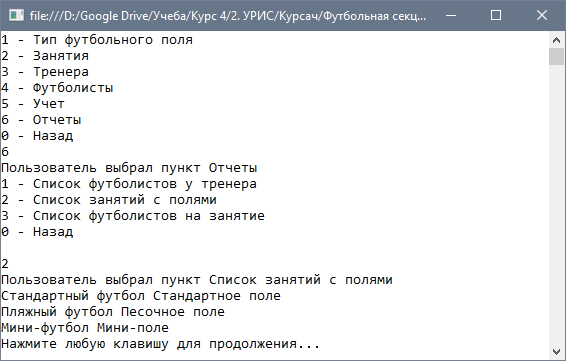 file:///D:/Google Drive/Учеба/Курс 4/2. УРИС/Курсач/Футбольная секц...
1 - Тип футбольного поля
2 - Занятия
3 - Тренера
4 - Футболисты
5 - Учет
6 - Отчеты
0 - Назад
6
Пользователь выбрал пункт Отчеты
1 - Список футболистов у тренера
2 - Список занятий с полями
3 - Список футболистов на занятие
0 - Назад
2
Пользователь выбрал пункт Список занятий с полями
Стандартный футбол Стандартное поле
Пляжный футбол Песочное поле
Мини-футбол Мини-поле
Нажмите любую клавишу для продолжения...